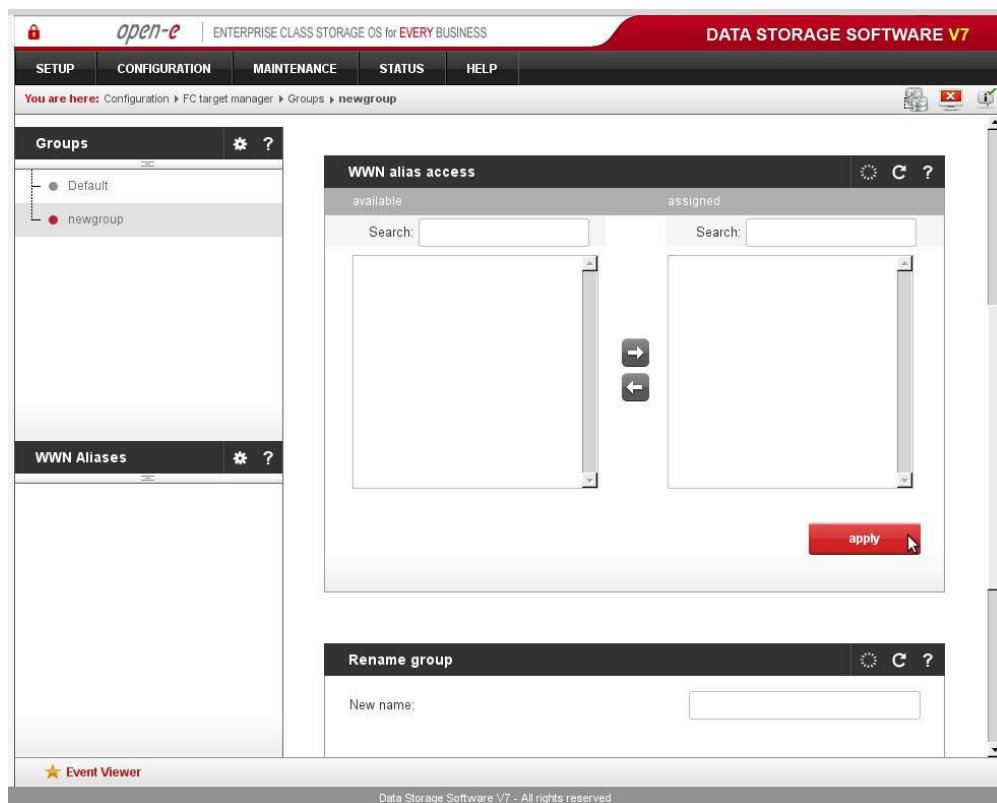 open-e ENTERPRISE CLASS STORAGE OS for EVERY BUSINESS DATA STORAGE SOFTWARE V7
SETUP CONFIGURATION MAINTENANCE STATUS HELP
You are here: Configuration FC target manager Groups newgroup
Groups ?
Default
newgroup
WWN Aliases ?
WWN alias access ?
available assigned
Search: Search:
apply
Rename group ?
New name:
Event Viewer
Data Storage Software V7 - All rights reserved